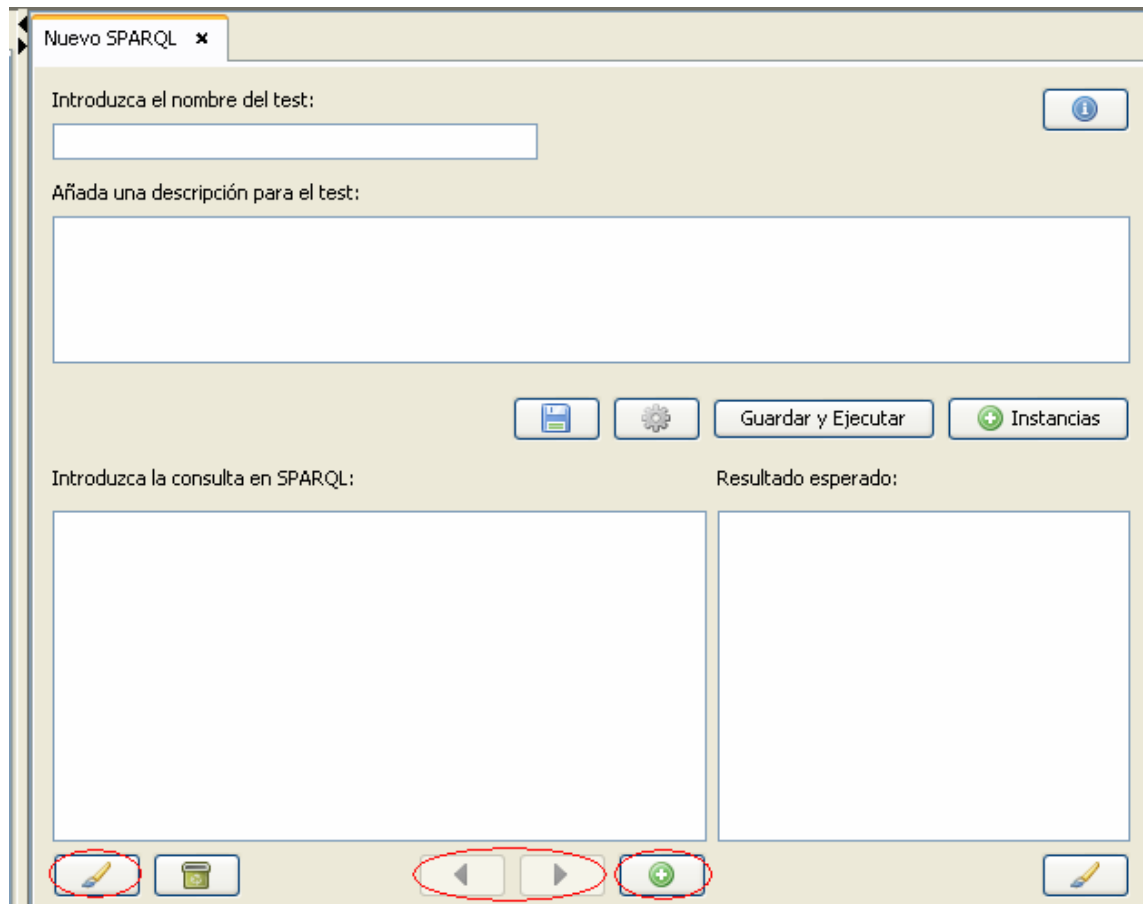 Nuevo SPARQL
Introduzca el nombre del test:
Añada una descripción para el test:
Guardar y Ejecutar
Instancias
Introduzca la consulta en SPARQL:
Resultado esperado: